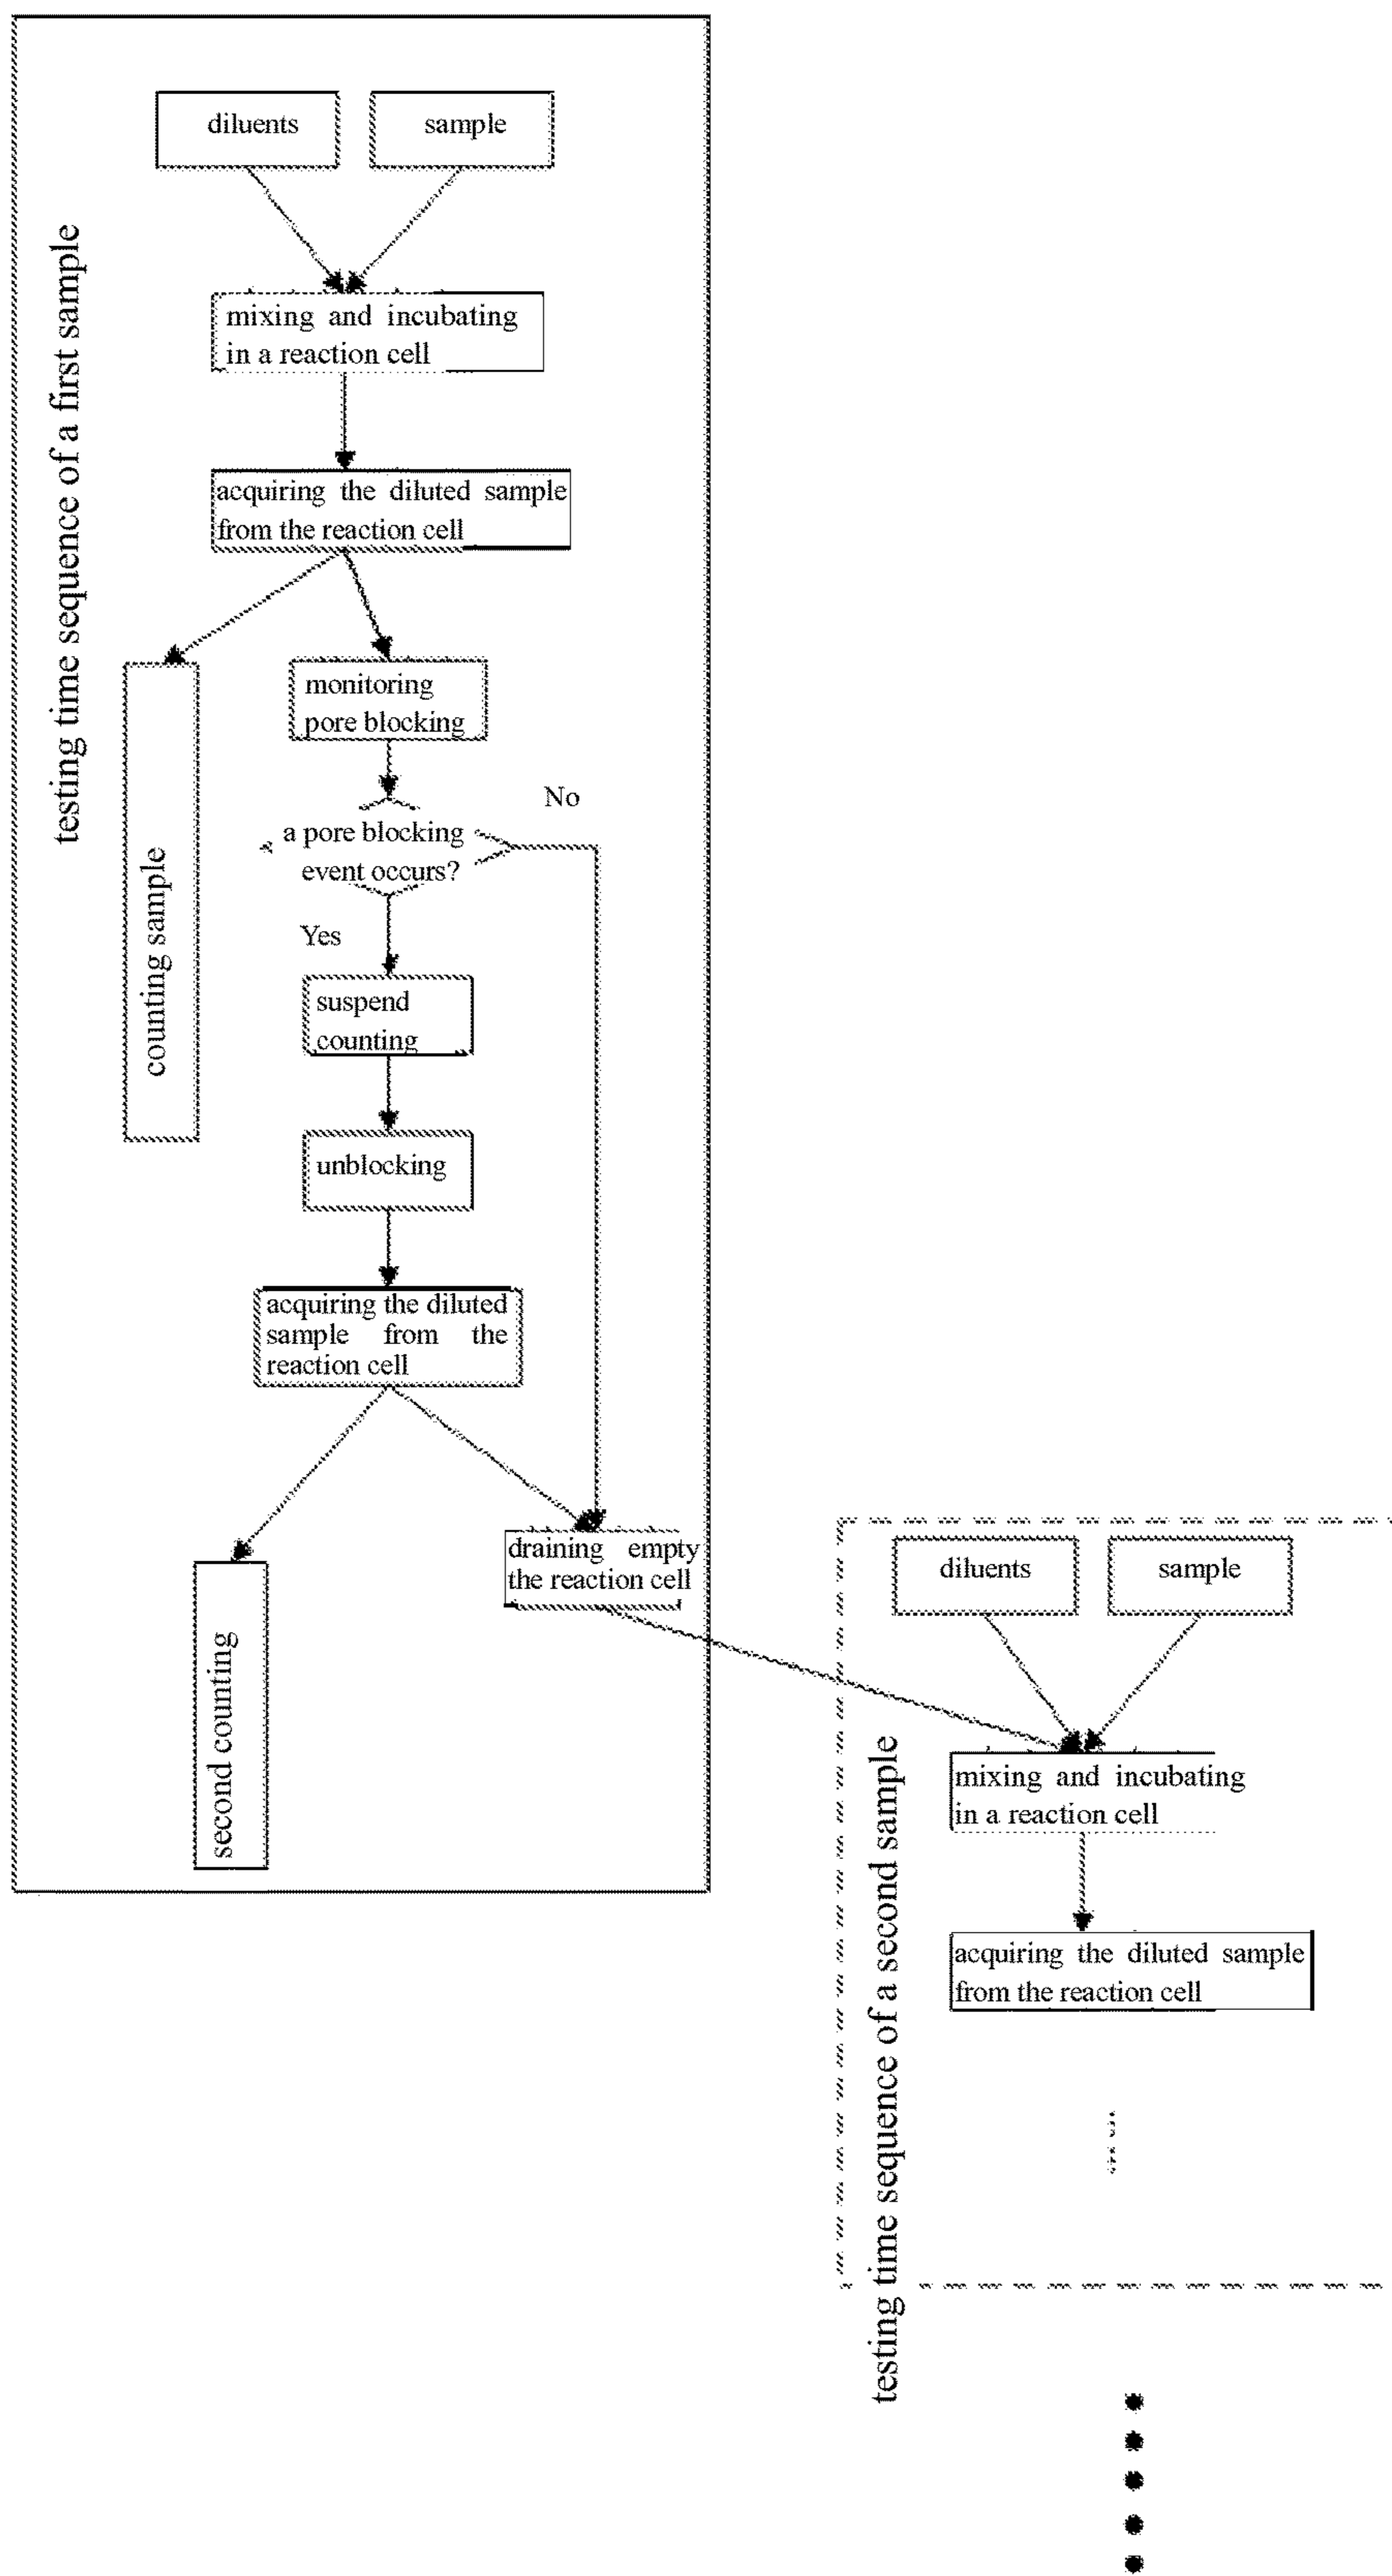 testing time sequence of a first sample
diluents
sample
mixing and incubating
in a reaction cell
acquiring the diluted sample
from the reaction cell
counting sample
monitoring
pore blocking
a pore blocking
event occurs?
No
Yes
suspend
counting
unblocking
acquiring the diluted
sample from the
reaction cell
second counting
draining empty
the reaction cell
testing time sequence of a second sample
diluents
sample
mixing and incubating
in a reaction cell
acquiring the diluted sample
from the reaction cell